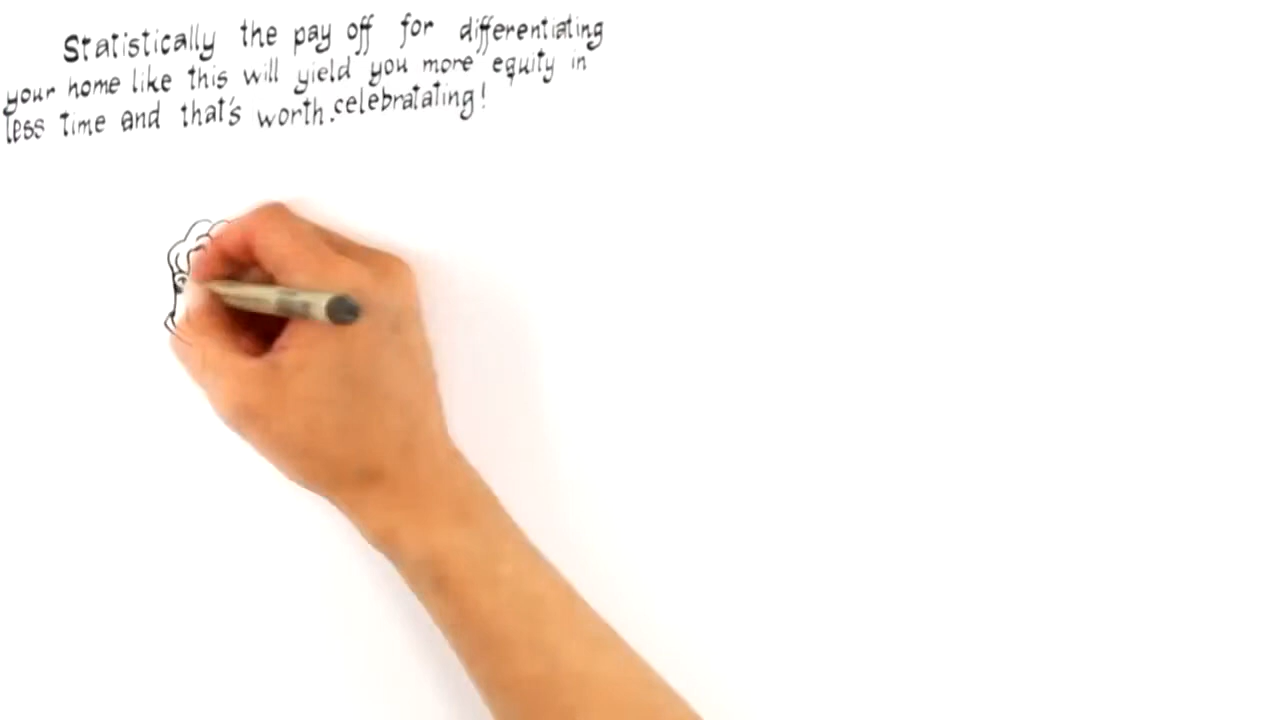 Statistically the pay off for differentiating
your home like this will yield you more equity in
less time and that's worth.celebratating!